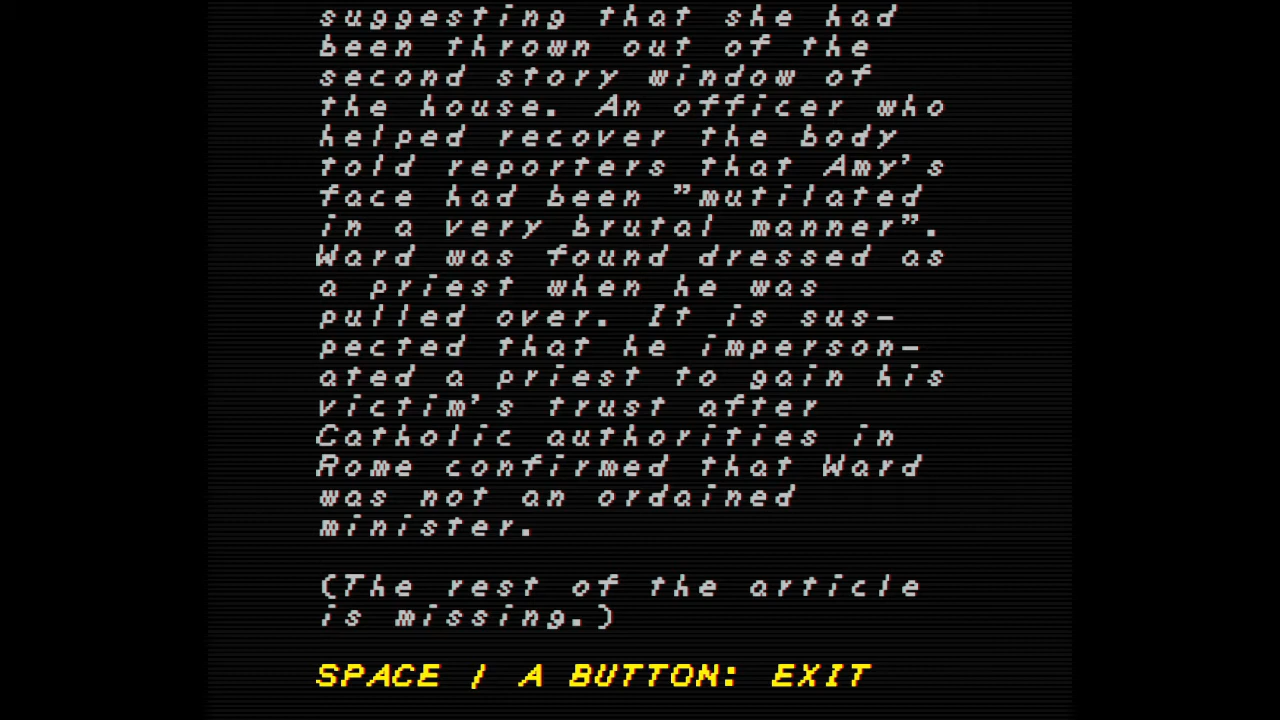 suggesting that she had
been thrown out of the
second story window of
the house. An officer who
helped recover the body
told reporters that Amy's
face had been "mutilated
in a very brutal manner".
Ward was found dressed as
a priest when he was
pulled over. It is sus-
pected that he imperson-
ated a priest to gain his
victim's trust after
Catholic authorities in
Rome confirmed that Ward
was not an ordained
minister.
(The rest of the article
is missing.)
SPACE / A BUTTON: EXIT